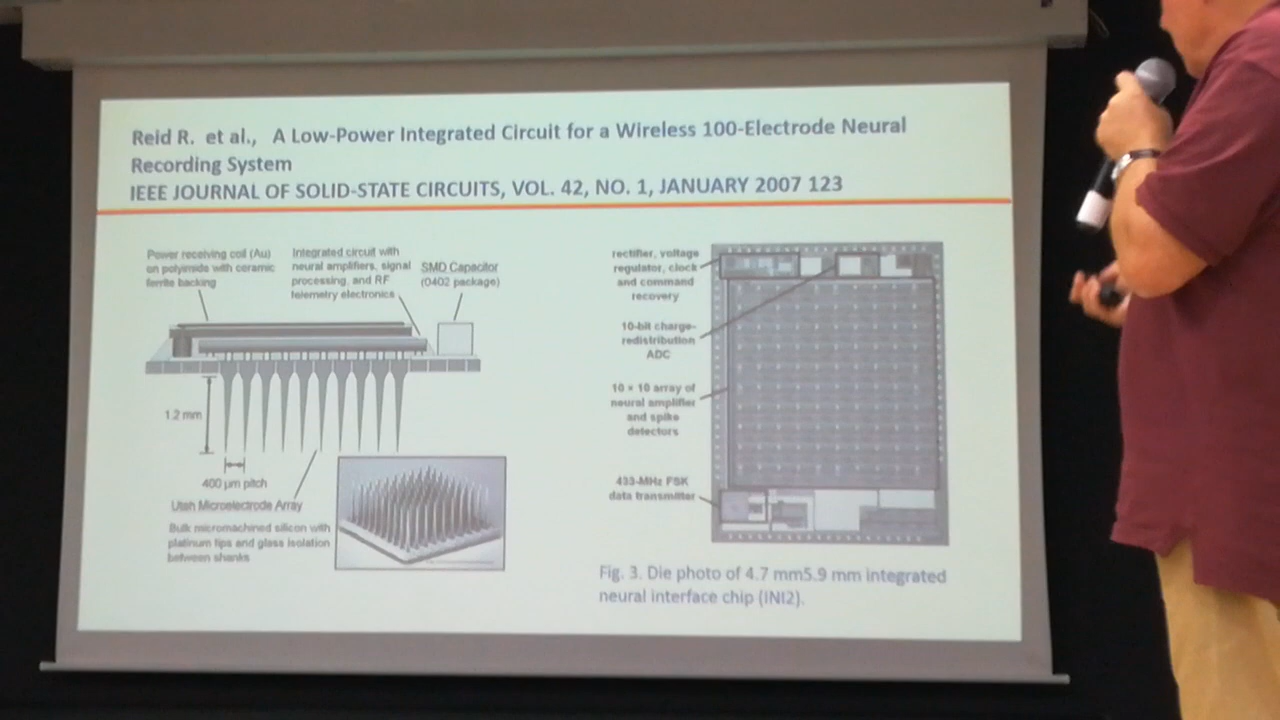 Reid R. et al., A Low-Power Integrated Circuit for a Wireless 100-Electrode Neural
Recording System
IEEE JOURNAL OF SOLID-STATE CIRCUITS, VOL. 42, NO. 1, JANUARY 2007 123
Power receiving coil (Au)
on polyimide with ceramic
ferrite backing
Integrated circuit with
neural amplifiers, signal
processing, and RF
telemetry electronics
SMD Capacitor
(0402 package)
1.2 mm
400 µm pitch
Utah Microelectrode Array
Bulk micromachined silicon with
platinum tips and glass isolation
between shanks
rectifier, voltage
regulator, clock
and command
recovery
10-bit charge-
redistribution
ADC
10 × 10 array of
neural amplifier
and spike
detectors
433-MHz FSK
data transmitter
Fig. 3. Die photo of 4.7 mm5.9 mm integrated
neural interface chip (INI2).